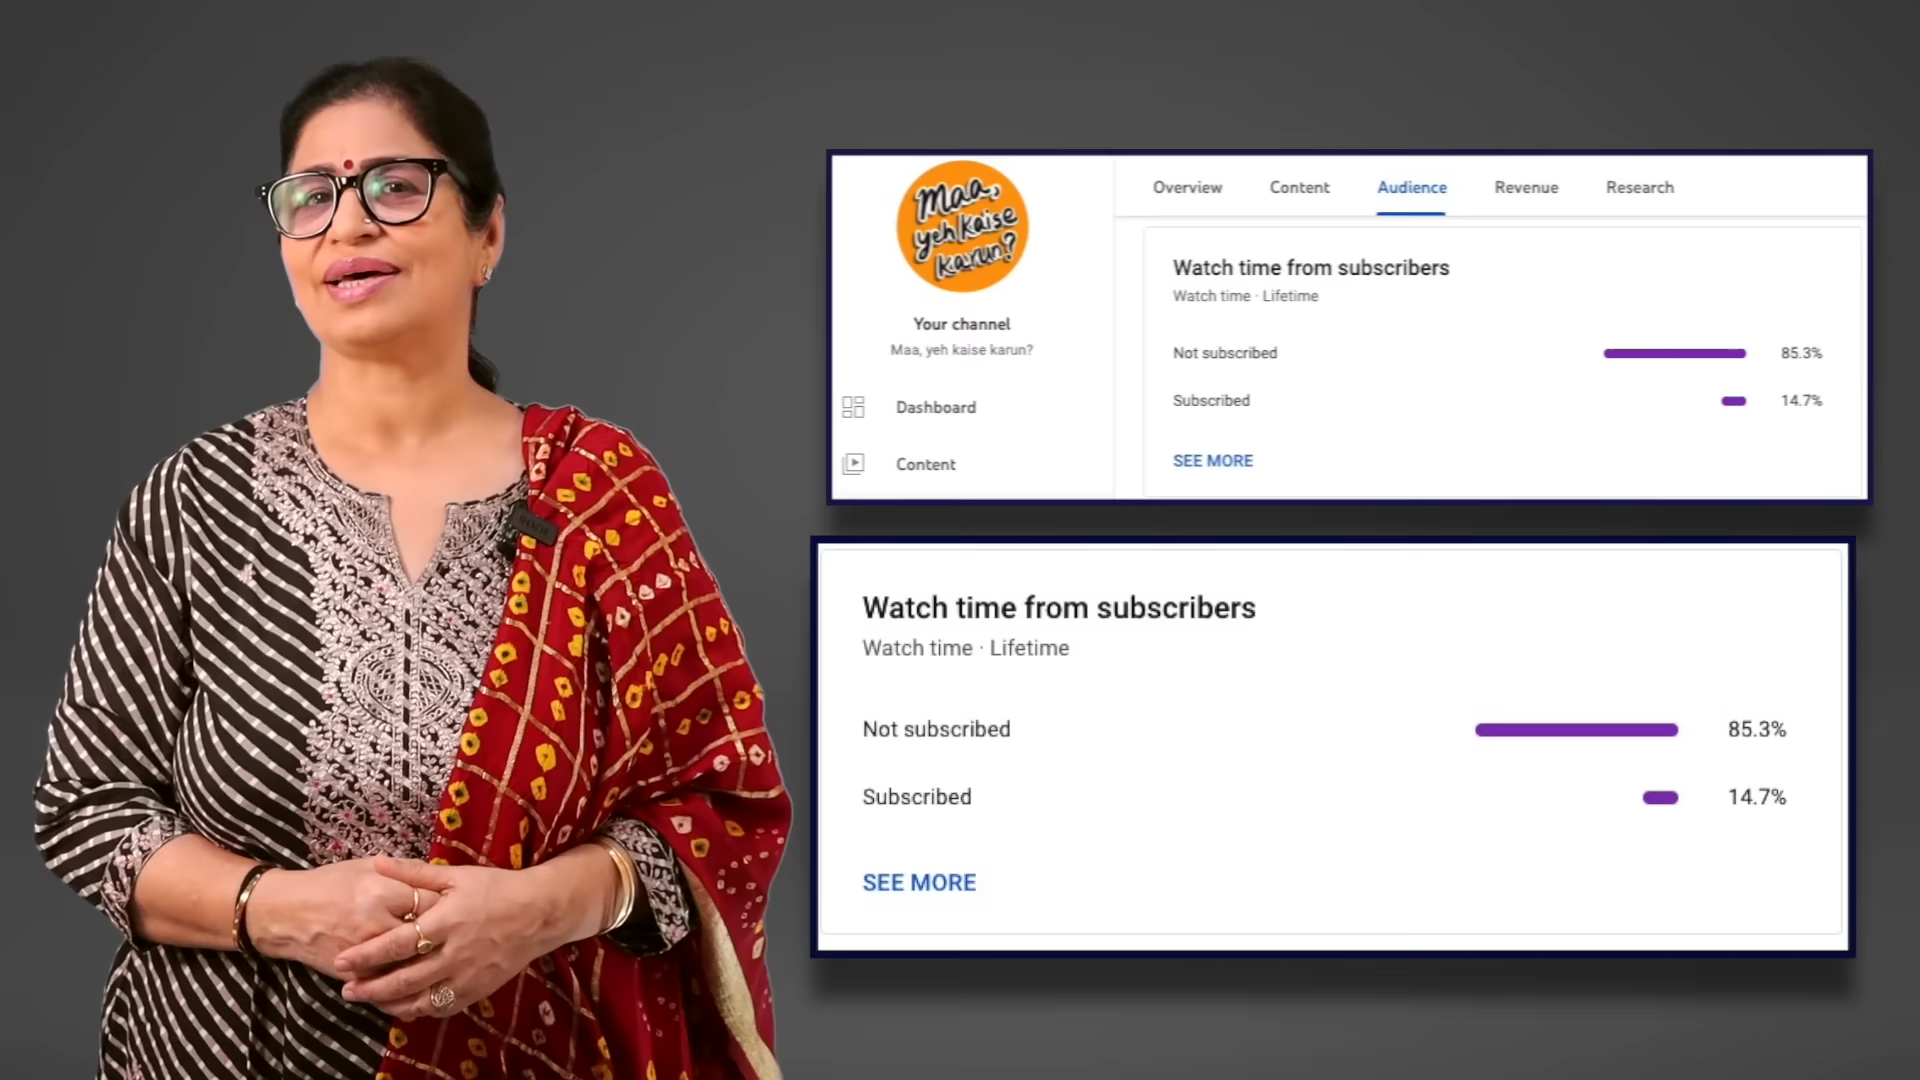 Maa,
yeh kaise
karun?
Your channel
Maa, yeh kaise karun?
Dashboard
Content
Overview Content Audience Revenue Research
Watch time from subscribers
Watch time · Lifetime
Not subscribed 85.3%
Subscribed 14.7%
SEE MORE
Watch time from subscribers
Watch time · Lifetime
Not subscribed 85.3%
Subscribed 14.7%
SEE MORE